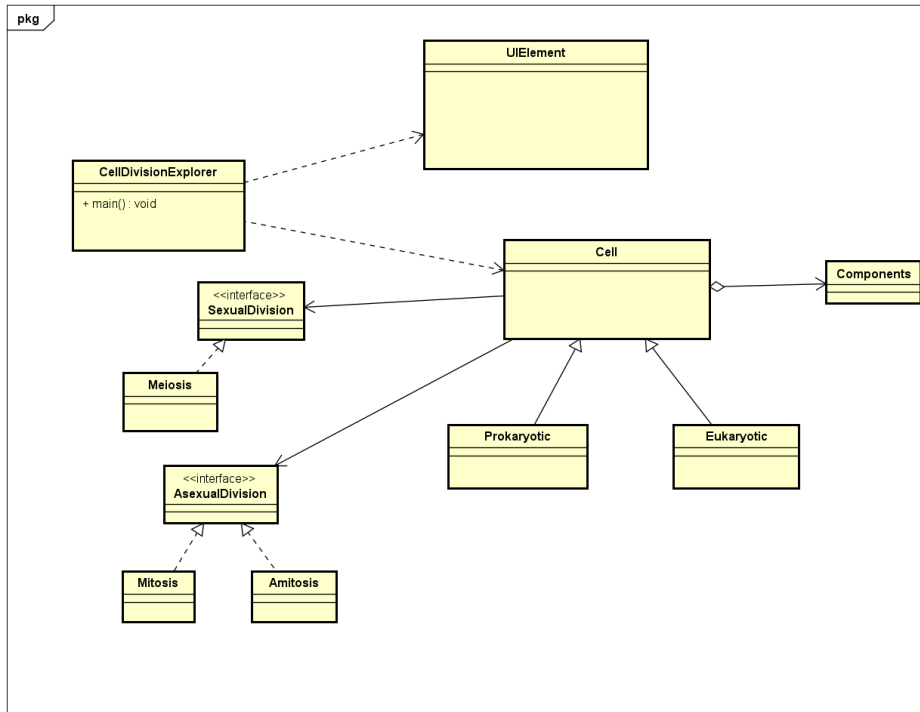 pkg
UIElement
CellDivisionExplorer
+ main() : void
Cell
Components
<<interface>>
SexualDivision
Meiosis
Prokaryotic
Eukaryotic
<<interface>>
AsexualDivision
Mitosis
Amitosis